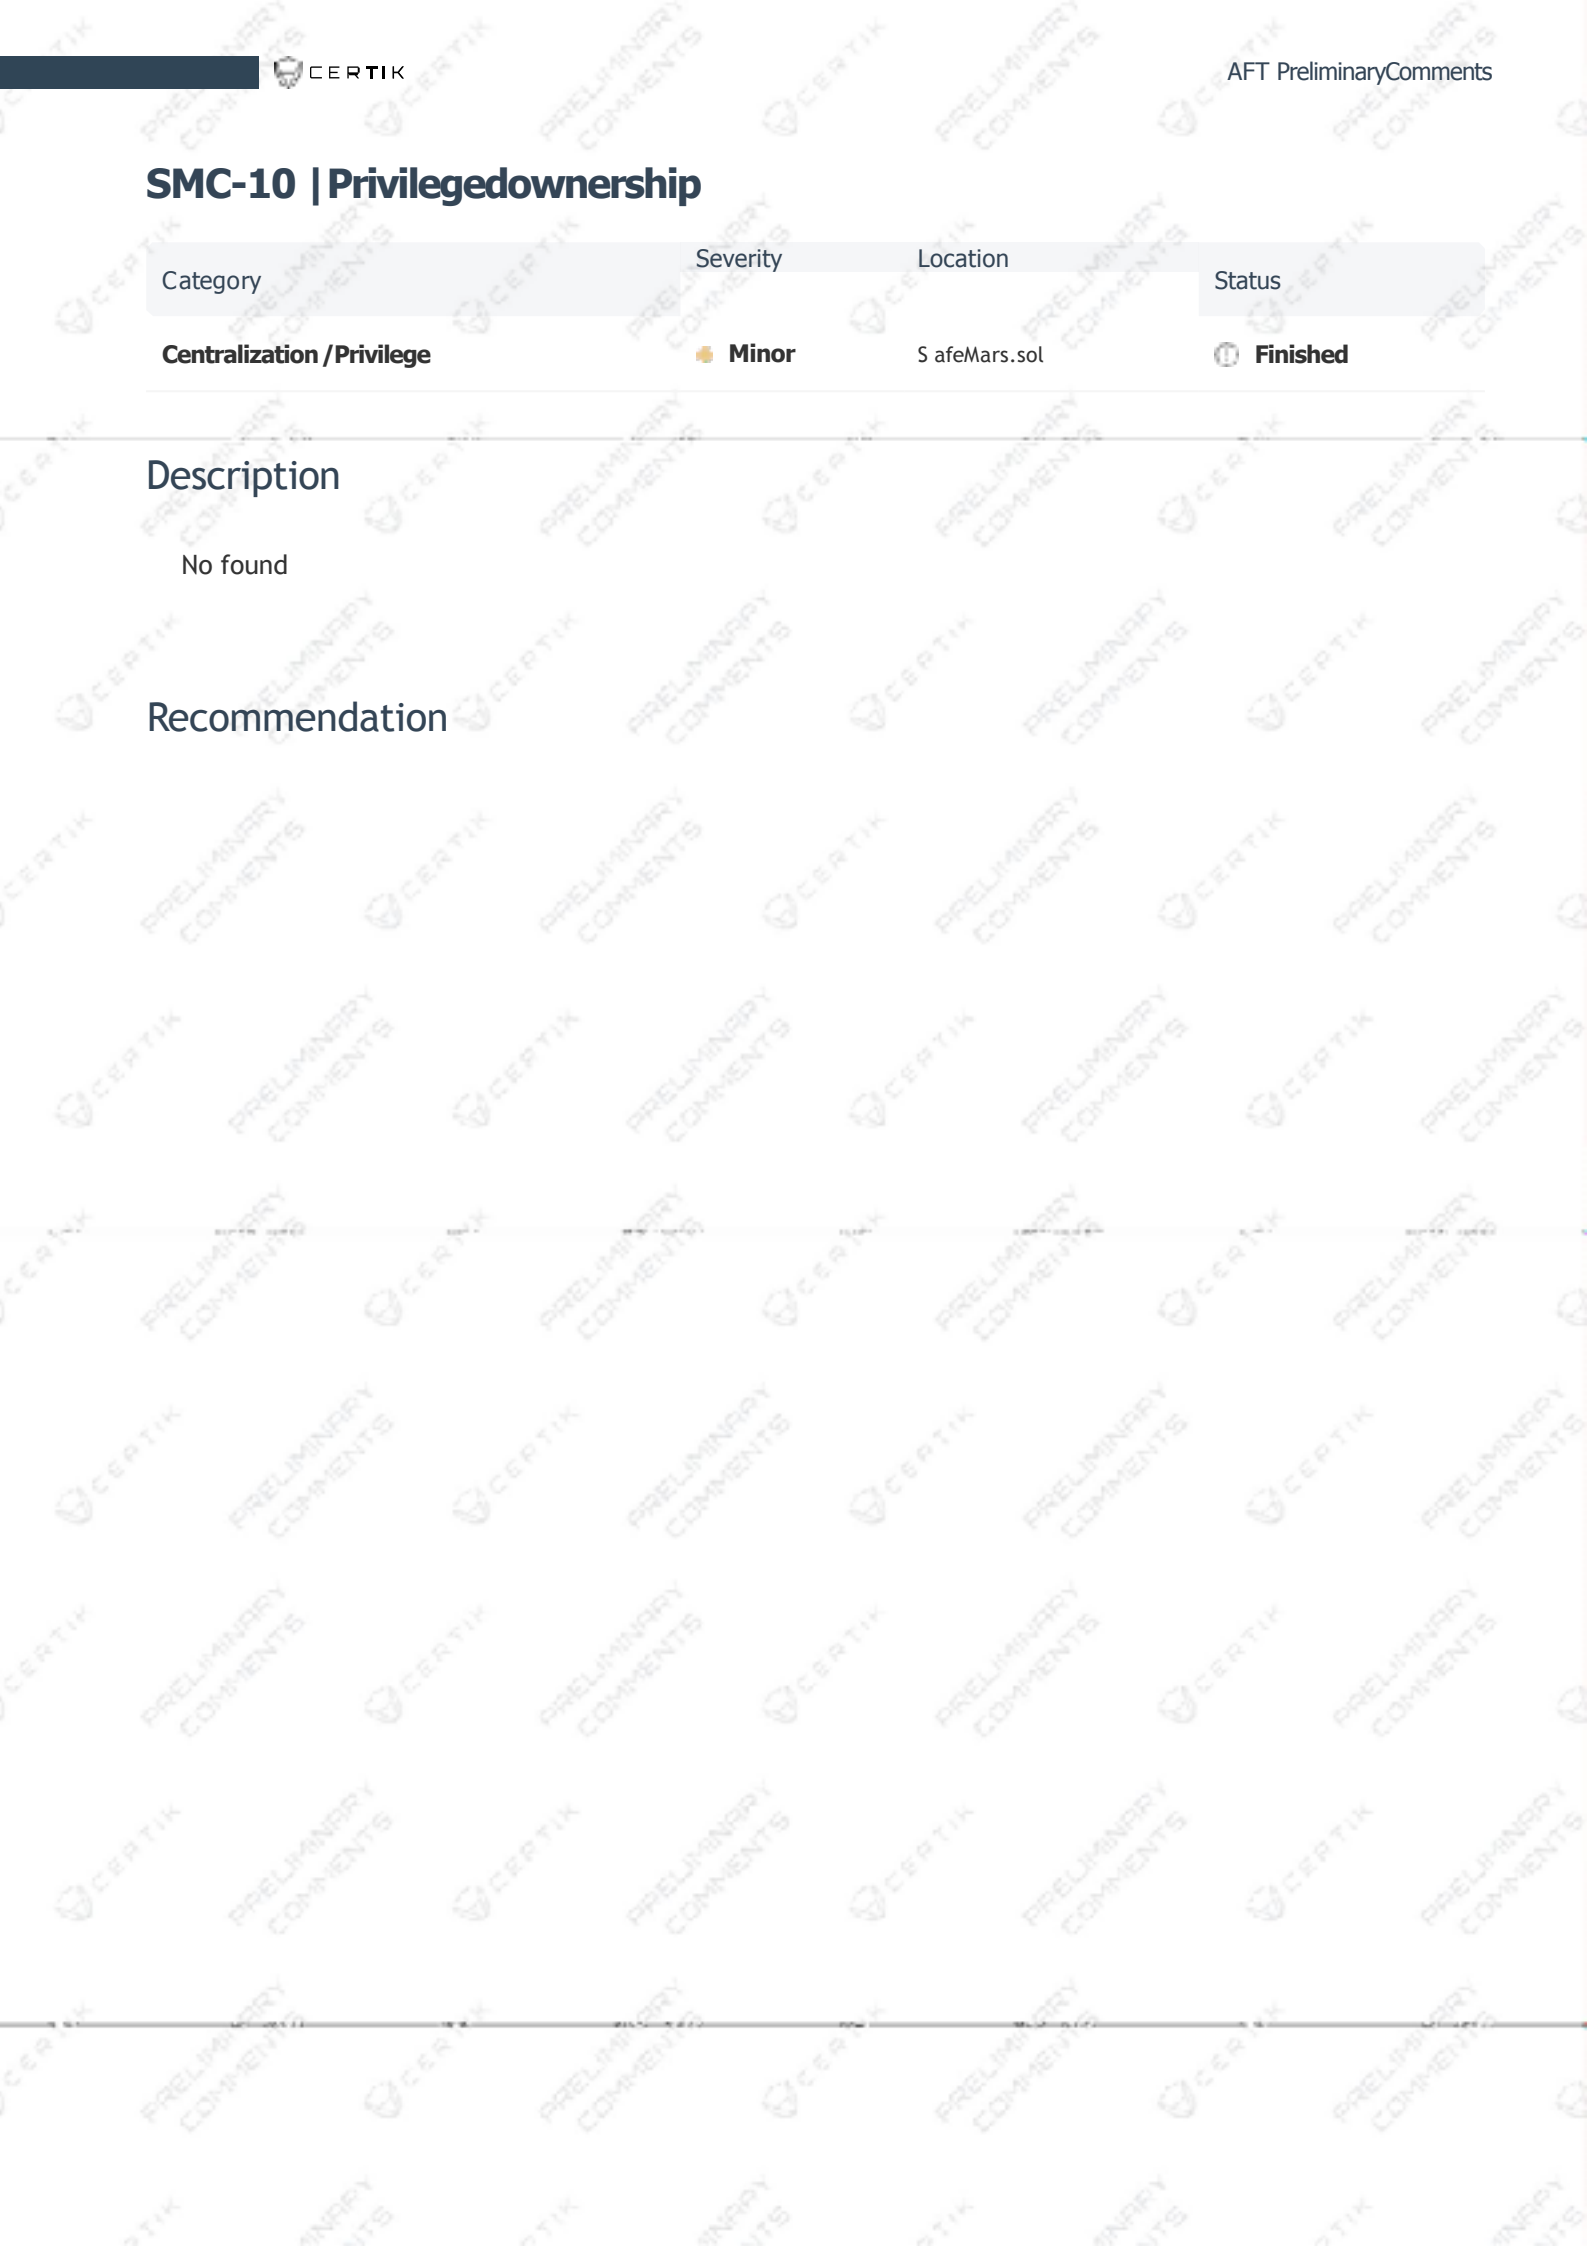 CERTIK
AFT PreliminaryComments
SMC-10 | Privilegedownership
Category Severity Location Status
Centralization / Privilege Minor S afeMars.sol Finished
Description
No found
Recommendation